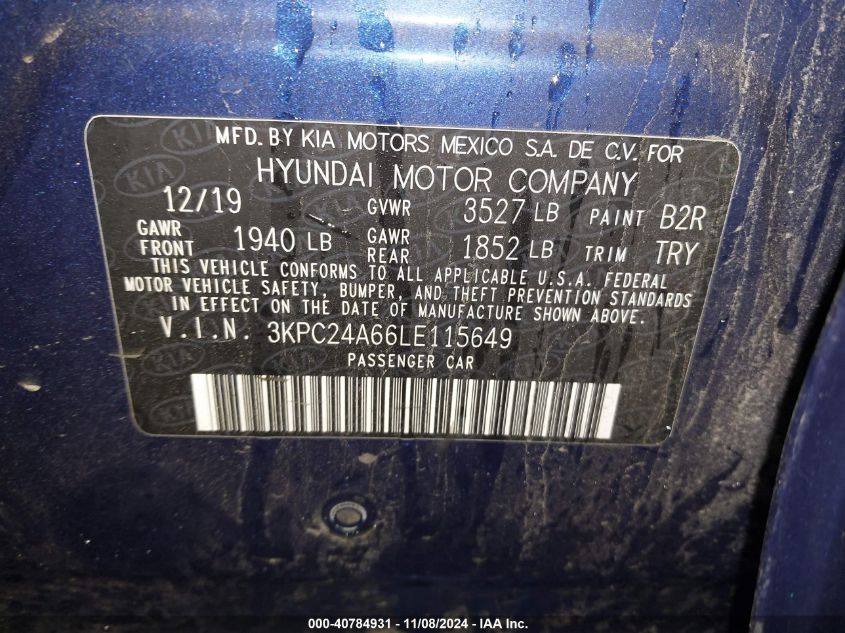 MFD. BY KIA MOTORS MEXICO S.A. DE C.V. FOR
HYUNDAI MOTOR COMPANY
12/19 GVWR 3527 LB PAINT B2R
GAWR FRONT 1940 LB GAWR REAR 1852 LB TRIM TRY
THIS VEHICLE CONFORMS TO ALL APPLICABLE U.S.A. FEDERAL
MOTOR VEHICLE SAFETY, BUMPER, AND THEFT PREVENTION STANDARDS
IN EFFECT ON THE DATE OF MANUFACTURE SHOWN ABOVE.
V.I.N. 3KPC24A66LE115649
PASSENGER CAR
000-40784931 - 11/08/2024 - IAA Inc.